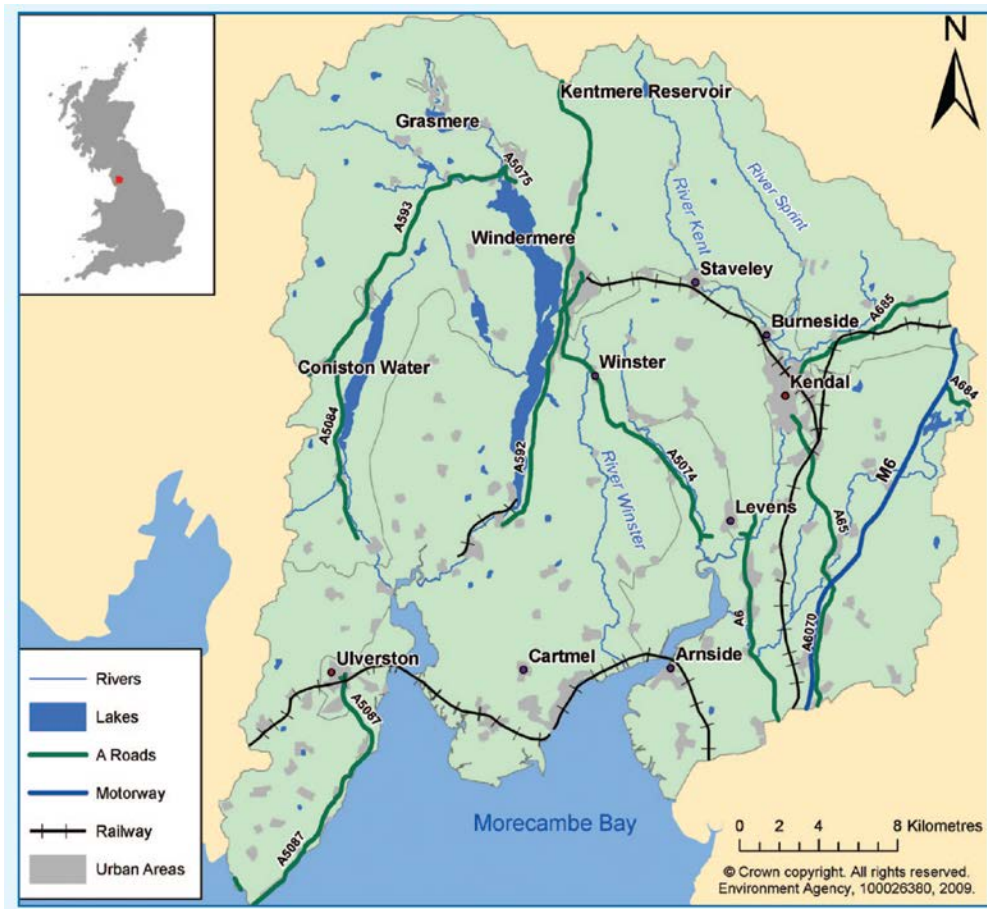 N
Kentmere Reservoir
Grasmere
A5075
River Sprint
A593
River Kent
Windermere
Staveley
A685
Burneside
Coniston Water
Winster
Kendal
A684
A5084
A592
M6
A5074
River Winster
Levens
A65
A6
A6070
Ulverston
Cartmel
Arnside
A5087
A5087
Morecambe Bay
Rivers
Lakes
A Roads
Motorway
Railway
Urban Areas
0 2 4 8 Kilometres
© Crown copyright. All rights reserved.
Environment Agency, 100026380, 2009.